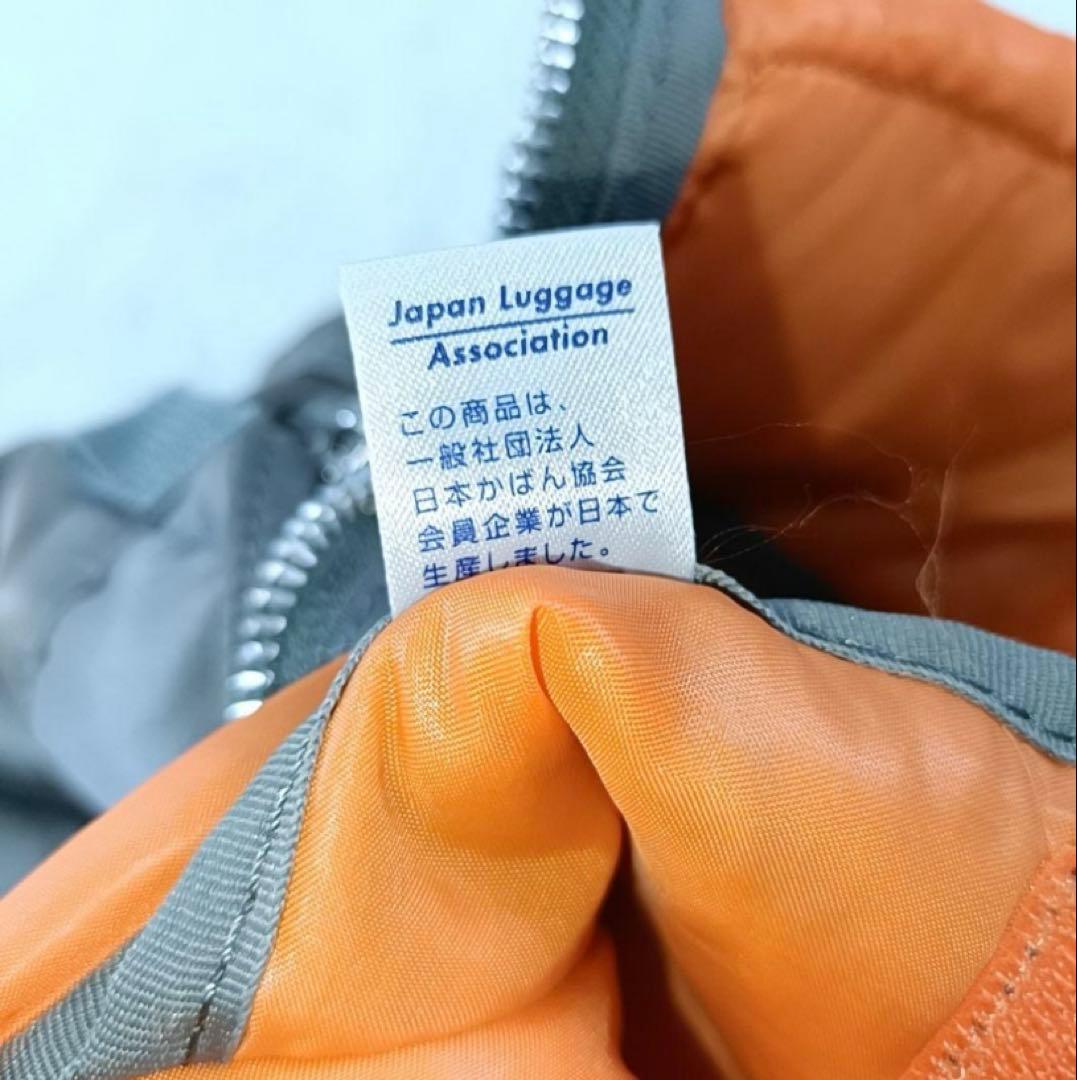 Japan Luggage
Association
この商品は、
一般社団法人
日本かばん協会
会員企業が日本で
生産しました。